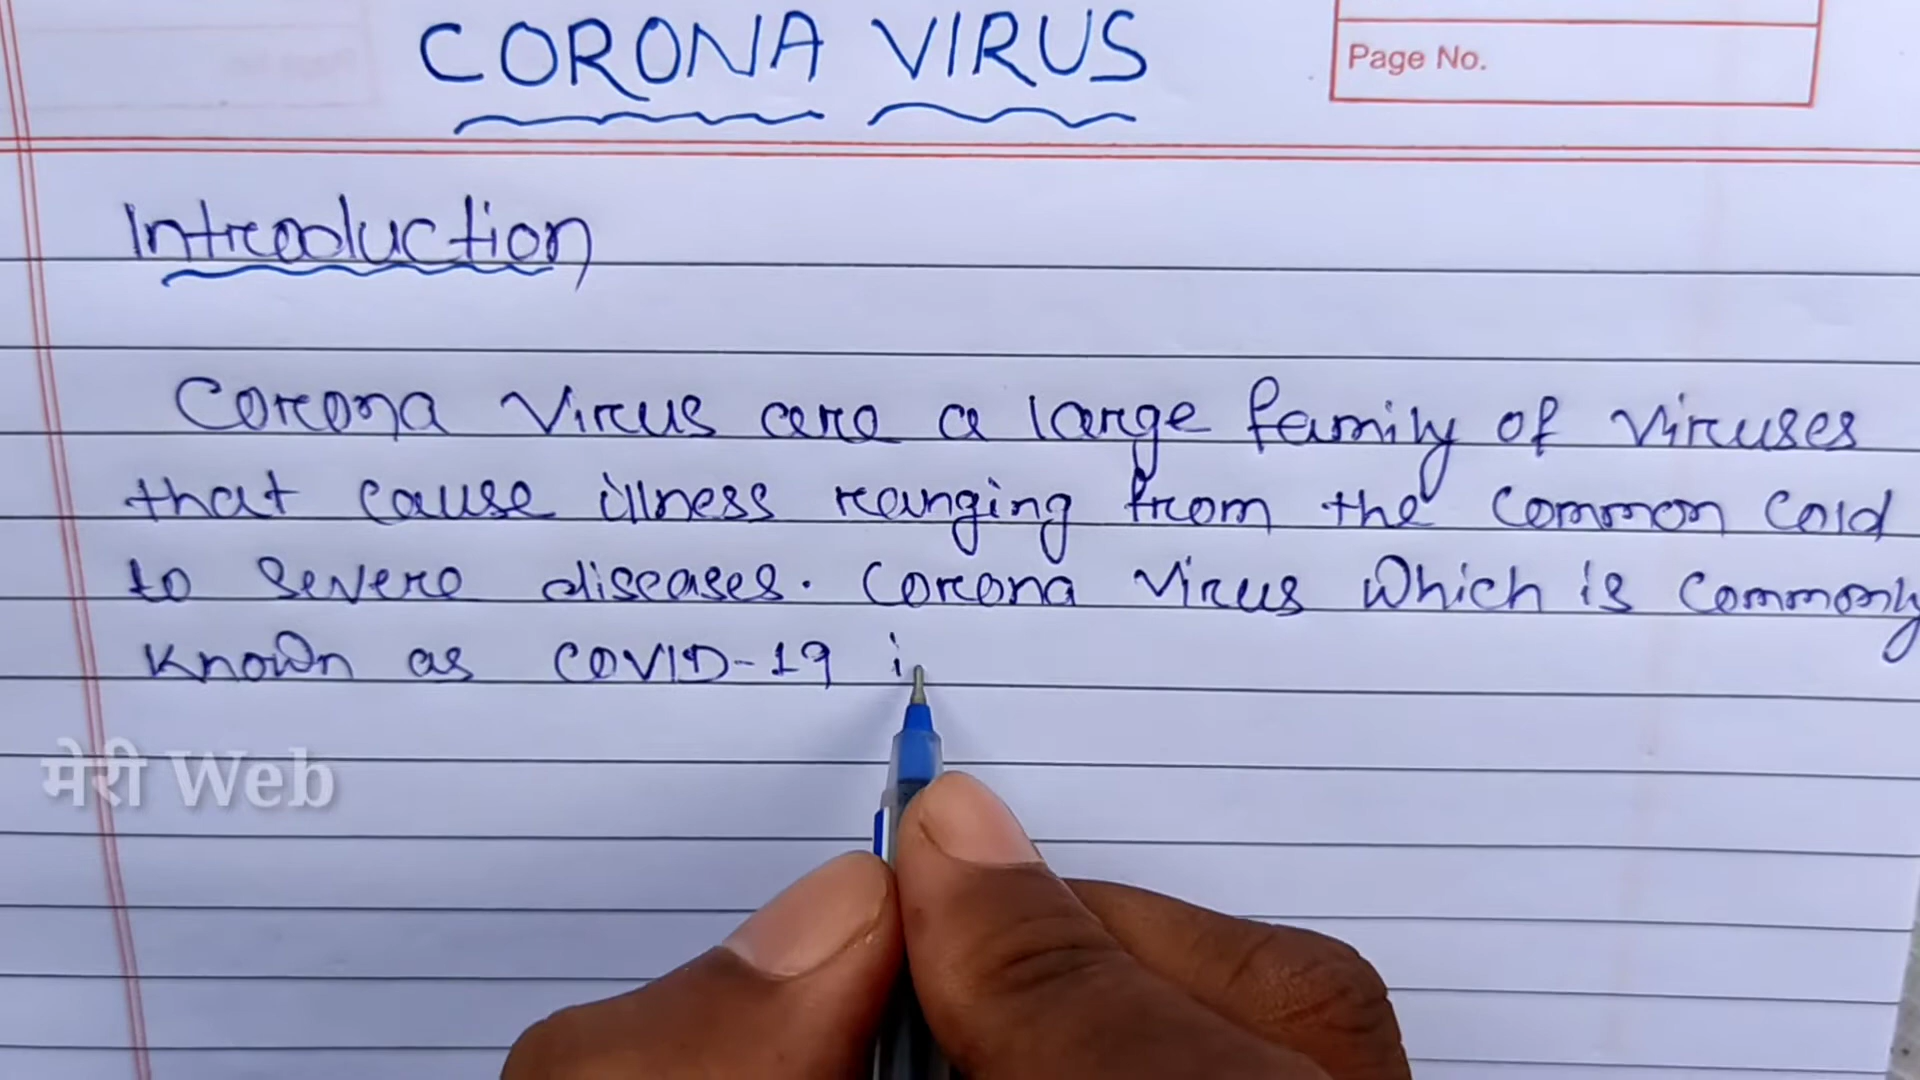 CORONA VIRUS
Page No.
Introduction
Corona Virus are a large family of Viruses
that cause illness ranging from the common cold
to severe diseases. Corona Virus which is commonly
known as COVID-19 i
मेरी Web